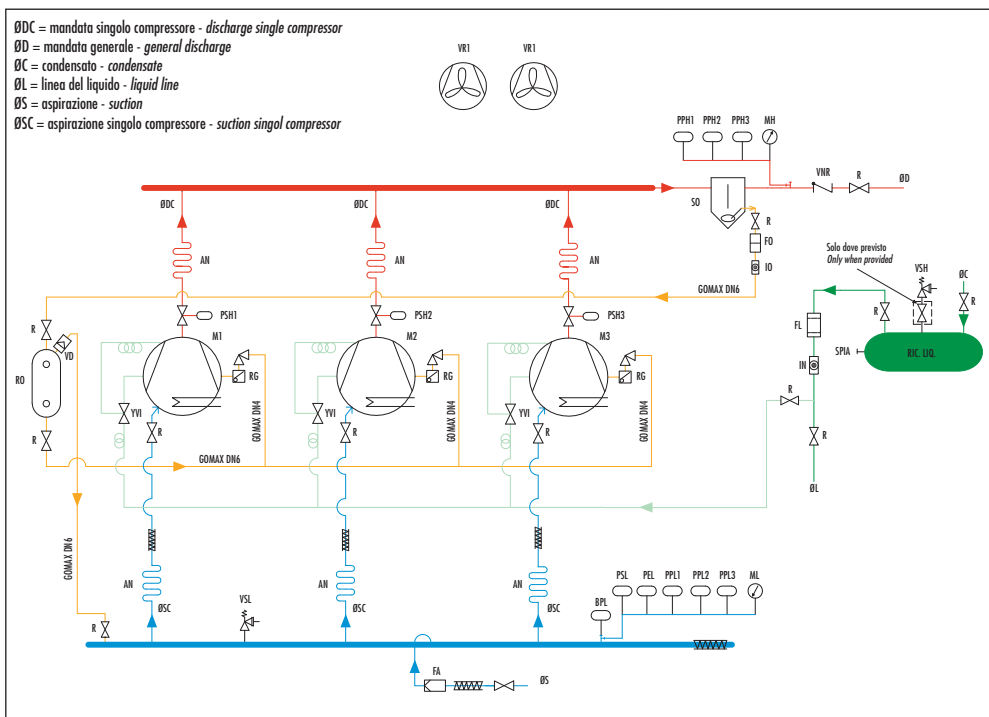 ØDC = mandata singolo compressore - discharge single compressor
ØD = mandata generale - general discharge
ØC = condensato - condensate
ØL = linea del liquido - liquid line
ØS = aspirazione - suction
ØSC = aspirazione singolo compressore - suction singol compressor
VR1 VR1
PPH1 PPH2 PPH3 MH
VNR R ØD
SO
R
FO
IO
ØDC ØDC ØDC
AN AN AN
GOMAX DN6
Solo dove previsto
Only when provided
VSH ØC
R
R
FL
SPIA
RIC. LIQ.
IN
R
R
ØL
R
VD
RO
R
PSH1 PSH2 PSH3
M1 M2 M3
RG RG RG
YVI YVI YVI
R R R
GOMAX DN4 GOMAX DN4 GOMAX DN4
GOMAX DN6
GOMAX DN6
AN AN AN
ØSC ØSC ØSC
R
VSL
BPL
PSL PEL PPL1 PPL2 PPL3 ML
FA
ØS